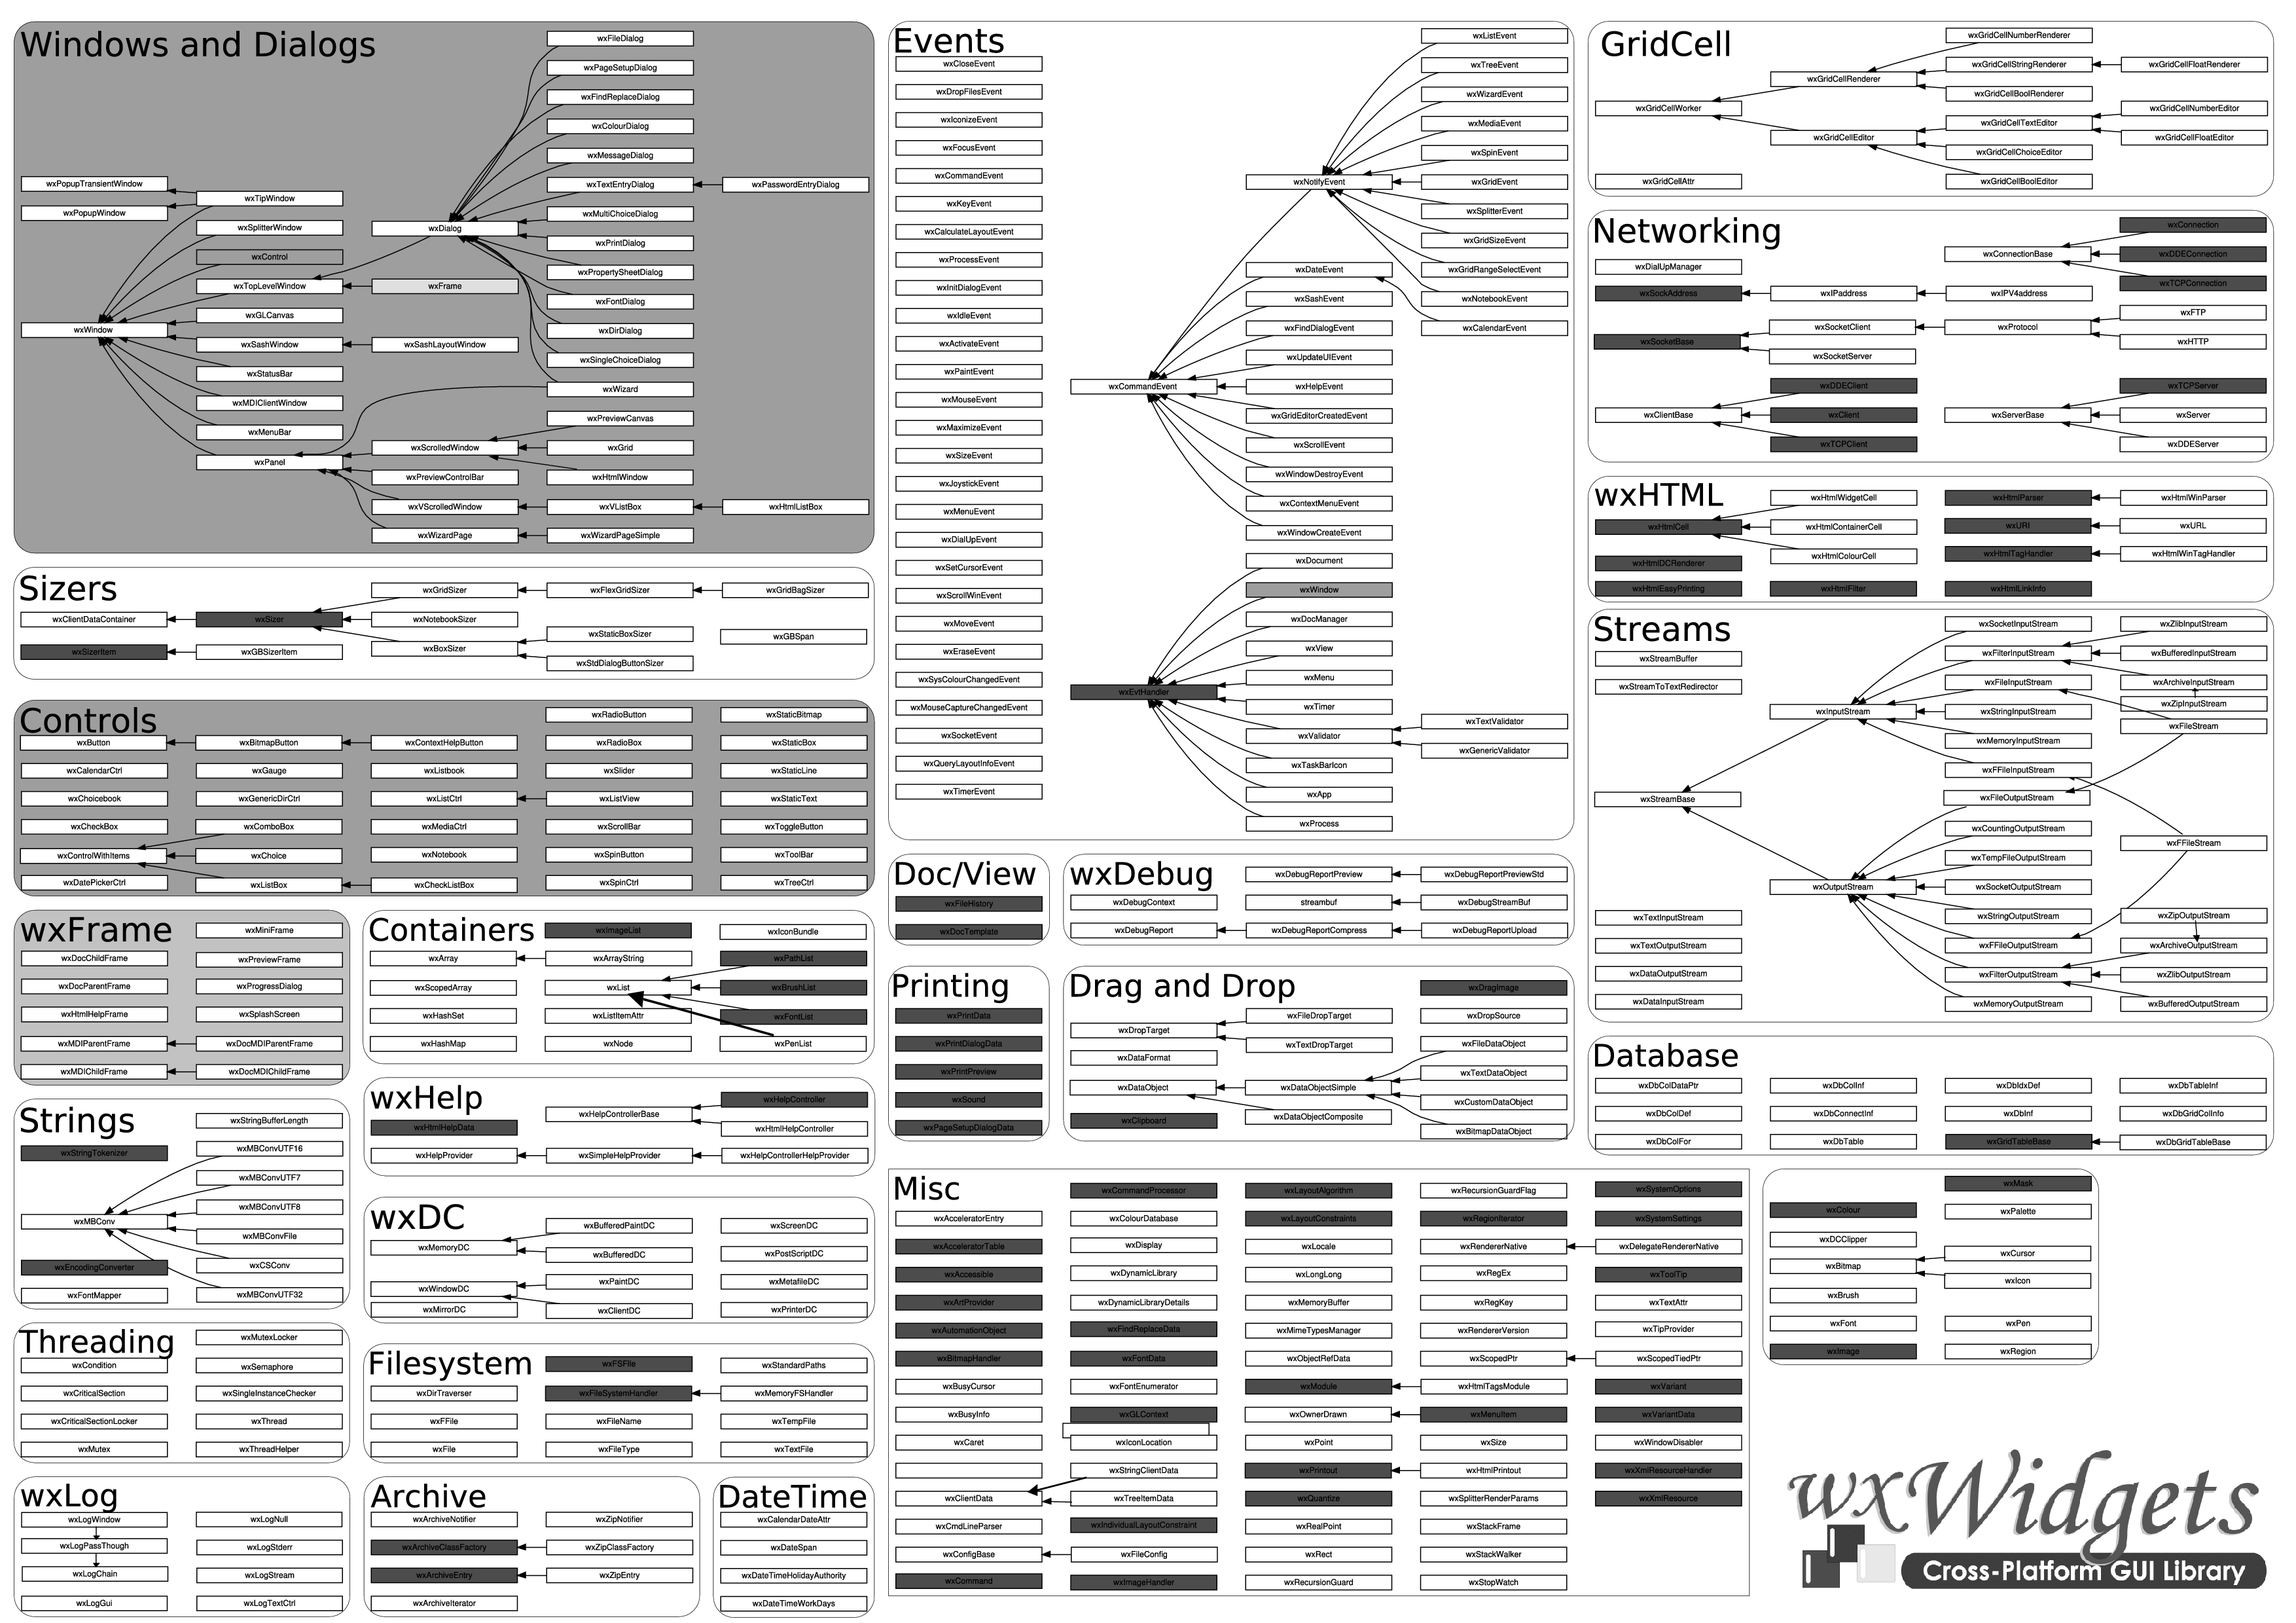 Windows and Dialogs
wxFileDialog
wxPageSetupDialog
wxFindReplaceDialog
wxColourDialog
wxMessageDialog
wxPopupTransientWindow
wxTextEntryDialog
wxPasswordEntryDialog
wxTipWindow
wxPopupWindow
wxMultiChoiceDialog
wxSplitterWindow
wxDialog
wxPrintDialog
wxControl
wxPropertySheetDialog
wxTopLevelWindow
wxFrame
wxFontDialog
wxGLCanvas
wxWindow
wxDirDialog
wxSashWindow
wxSashLayoutWindow
wxSingleChoiceDialog
wxStatusBar
wxWizard
wxMDIClientWindow
wxPreviewCanvas
wxMenuBar
wxScrolledWindow
wxGrid
wxPanel
wxPreviewControlBar
wxHtmlWindow
wxVScrolledWindow
wxVListBox
wxHtmlListBox
wxWizardPage
wxWizardPageSimple
Sizers
wxGridSizer
wxFlexGridSizer
wxGridBagSizer
wxClientDataContainer
wxSizer
wxNotebookSizer
wxStaticBoxSizer
wxGBSpan
wxSizerItem
wxGBSizerItem
wxBoxSizer
wxStdDialogButtonSizer
Controls
wxRadioButton
wxStaticBitmap
wxButton
wxBitmapButton
wxContextHelpButton
wxRadioBox
wxStaticBox
wxCalendarCtrl
wxGauge
wxListbook
wxSlider
wxStaticLine
wxChoicebook
wxGenericDirCtrl
wxListCtrl
wxListView
wxStaticText
wxCheckBox
wxComboBox
wxMediaCtrl
wxScrollBar
wxToggleButton
wxControlWithItems
wxChoice
wxNotebook
wxSpinButton
wxToolBar
wxDatePickerCtrl
wxListBox
wxCheckListBox
wxSpinCtrl
wxTreeCtrl
wxFrame
wxMiniFrame
wxDocChildFrame
wxPreviewFrame
wxDocParentFrame
wxProgressDialog
wxHtmlHelpFrame
wxSplashScreen
wxMDIParentFrame
wxDocMDIParentFrame
wxMDIChildFrame
wxDocMDIChildFrame
Containers
wxImageList
wxIconBundle
wxArray
wxArrayString
wxPathList
wxScopedArray
wxList
wxBrushList
wxHashSet
wxListItemAttr
wxFontList
wxHashMap
wxNode
wxPenList
Strings
wxStringBufferLength
wxStringTokenizer
wxMBConvUTF16
wxMBConvUTF7
wxMBConvUTF8
wxMBConv
wxMBConvFile
wxEncodingConverter
wxCSConv
wxFontMapper
wxMBConvUTF32
wxHelp
wxHelpController
wxHelpControllerBase
wxHtmlHelpData
wxHtmlHelpController
wxHelpProvider
wxSimpleHelpProvider
wxHelpControllerHelpProvider
wxDC
wxBufferedPaintDC
wxScreenDC
wxMemoryDC
wxBufferedDC
wxPostScriptDC
wxWindowDC
wxPaintDC
wxMetafileDC
wxMirrorDC
wxClientDC
wxPrinterDC
Threading
wxMutexLocker
wxCondition
wxSemaphore
wxCriticalSection
wxSingleInstanceChecker
wxCriticalSectionLocker
wxThread
wxMutex
wxThreadHelper
Filesystem
wxFSFile
wxStandardPaths
wxDirTraverser
wxFileSystemHandler
wxMemoryFSHandler
wxFFile
wxFileName
wxTempFile
wxFile
wxFileType
wxTextFile
wxLog
wxLogWindow
wxLogNull
wxLogPassThough
wxLogStderr
wxLogChain
wxLogStream
wxLogGui
wxLogTextCtrl
Archive
wxArchiveNotifier
wxZipNotifier
wxArchiveClassFactory
wxZipClassFactory
wxArchiveEntry
wxZipEntry
wxArchiveIterator
DateTime
wxCalendarDateAttr
wxDateSpan
wxDateTimeHolidayAuthority
wxDateTimeWorkDays
Events
wxCloseEvent
wxDropFilesEvent
wxIconizeEvent
wxFocusEvent
wxCommandEvent
wxKeyEvent
wxCalculateLayoutEvent
wxProcessEvent
wxInitDialogEvent
wxIdleEvent
wxActivateEvent
wxPaintEvent
wxMouseEvent
wxMaximizeEvent
wxSizeEvent
wxJoystickEvent
wxMenuEvent
wxDialUpEvent
wxSetCursorEvent
wxScrollWinEvent
wxMoveEvent
wxEraseEvent
wxSysColourChangedEvent
wxMouseCaptureChangedEvent
wxSocketEvent
wxQueryLayoutInfoEvent
wxTimerEvent
wxListEvent
wxTreeEvent
wxWizardEvent
wxMediaEvent
wxSpinEvent
wxNotifyEvent
wxGridEvent
wxSplitterEvent
wxGridSizeEvent
wxDateEvent
wxGridRangeSelectEvent
wxSashEvent
wxNotebookEvent
wxFindDialogEvent
wxCalendarEvent
wxUpdateUIEvent
wxCommandEvent
wxHelpEvent
wxGridEditorCreatedEvent
wxScrollEvent
wxWindowDestroyEvent
wxContextMenuEvent
wxWindowCreateEvent
wxDocument
wxWindow
wxDocManager
wxView
wxMenu
wxEvtHandler
wxTimer
wxTextValidator
wxValidator
wxGenericValidator
wxTaskBarIcon
wxApp
wxProcess
Doc/View
wxFileHistory
wxDocTemplate
wxDebug
wxDebugReportPreview
wxDebugReportPreviewStd
wxDebugContext
streambuf
wxDebugStreamBuf
wxDebugReport
wxDebugReportCompress
wxDebugReportUpload
Printing
wxPrintData
wxPrintDialogData
wxPrintPreview
wxSound
wxPageSetupDialogData
Drag and Drop
wxDragImage
wxDropTarget
wxFileDropTarget
wxDropSource
wxTextDropTarget
wxFileDataObject
wxDataFormat
wxTextDataObject
wxDataObject
wxDataObjectSimple
wxCustomDataObject
wxClipboard
wxDataObjectComposite
wxBitmapDataObject
Misc
wxCommandProcessor
wxLayoutAlgorithm
wxRecursionGuardFlag
wxSystemOptions
wxAcceleratorEntry
wxColourDatabase
wxLayoutConstraints
wxRegionIterator
wxSystemSettings
wxAcceleratorTable
wxDisplay
wxLocale
wxRendererNative
wxDelegateRendererNative
wxAccessible
wxDynamicLibrary
wxLongLong
wxRegEx
wxToolTip
wxArtProvider
wxDynamicLibraryDetails
wxMemoryBuffer
wxRegKey
wxTextAttr
wxAutomationObject
wxFindReplaceData
wxMimeTypesManager
wxRendererVersion
wxTipProvider
wxBitmapHandler
wxFontData
wxObjectRefData
wxScopedPtr
wxScopedTiedPtr
wxBusyCursor
wxFontEnumerator
wxModule
wxHtmlTagsModule
wxVariant
wxBusyInfo
wxGLContext
wxOwnerDrawn
wxMenuItem
wxVariantData
wxCaret
wxIconLocation
wxPoint
wxSize
wxWindowDisabler
wxStringClientData
wxPrintout
wxHtmlPrintout
wxXmlResourceHandler
wxClientData
wxTreeItemData
wxQuantize
wxSplitterRenderParams
wxXmlResource
wxCmdLineParser
wxIndividualLayoutConstraint
wxRealPoint
wxStackFrame
wxConfigBase
wxFileConfig
wxRect
wxStackWalker
wxCommand
wxImageHandler
wxRecursionGuard
wxStopWatch
GridCell
wxGridCellNumberRenderer
wxGridCellStringRenderer
wxGridCellFloatRenderer
wxGridCellRenderer
wxGridCellBoolRenderer
wxGridCellWorker
wxGridCellNumberEditor
wxGridCellTextEditor
wxGridCellEditor
wxGridCellFloatEditor
wxGridCellChoiceEditor
wxGridCellAttr
wxGridCellBoolEditor
Networking
wxConnection
wxConnectionBase
wxDDEConnection
wxDialUpManager
wxTCPConnection
wxSockAddress
wxIPaddress
wxIPV4address
wxFTP
wxSocketClient
wxProtocol
wxSocketBase
wxHTTP
wxSocketServer
wxDDEClient
wxTCPServer
wxClientBase
wxClient
wxServerBase
wxServer
wxTCPClient
wxDDEServer
wxHTML
wxHtmlWidgetCell
wxHtmlParser
wxHtmlWinParser
wxHtmlCell
wxHtmlContainerCell
wxURI
wxURL
wxHtmlDCRenderer
wxHtmlColourCell
wxHtmlTagHandler
wxHtmlWinTagHandler
wxHtmlEasyPrinting
wxHtmlFilter
wxHtmlLinkInfo
Streams
wxSocketInputStream
wxZlibInputStream
wxStreamBuffer
wxFilterInputStream
wxBufferedInputStream
wxStreamToTextRedirector
wxFileInputStream
wxArchiveInputStream
wxZipInputStream
wxInputStream
wxStringInputStream
wxFileStream
wxMemoryInputStream
wxFFileInputStream
wxStreamBase
wxFileOutputStream
wxCountingOutputStream
wxFFileStream
wxTempFileOutputStream
wxOutputStream
wxSocketOutputStream
wxTextInputStream
wxStringOutputStream
wxZipOutputStream
wxTextOutputStream
wxFFileOutputStream
wxArchiveOutputStream
wxDataOutputStream
wxFilterOutputStream
wxZlibOutputStream
wxDataInputStream
wxMemoryOutputStream
wxBufferedOutputStream
Database
wxDbColDataPtr
wxDbColInf
wxDbIdxDef
wxDbTableInf
wxDbColDef
wxDbConnectInf
wxDbInf
wxDbGridColInfo
wxDbColFor
wxDbTable
wxGridTableBase
wxDbGridTableBase
wxMask
wxColour
wxPalette
wxDCClipper
wxCursor
wxBitmap
wxIcon
wxBrush
wxFont
wxPen
wxImage
wxRegion
wxWidgets
Cross-Platform GUI Library